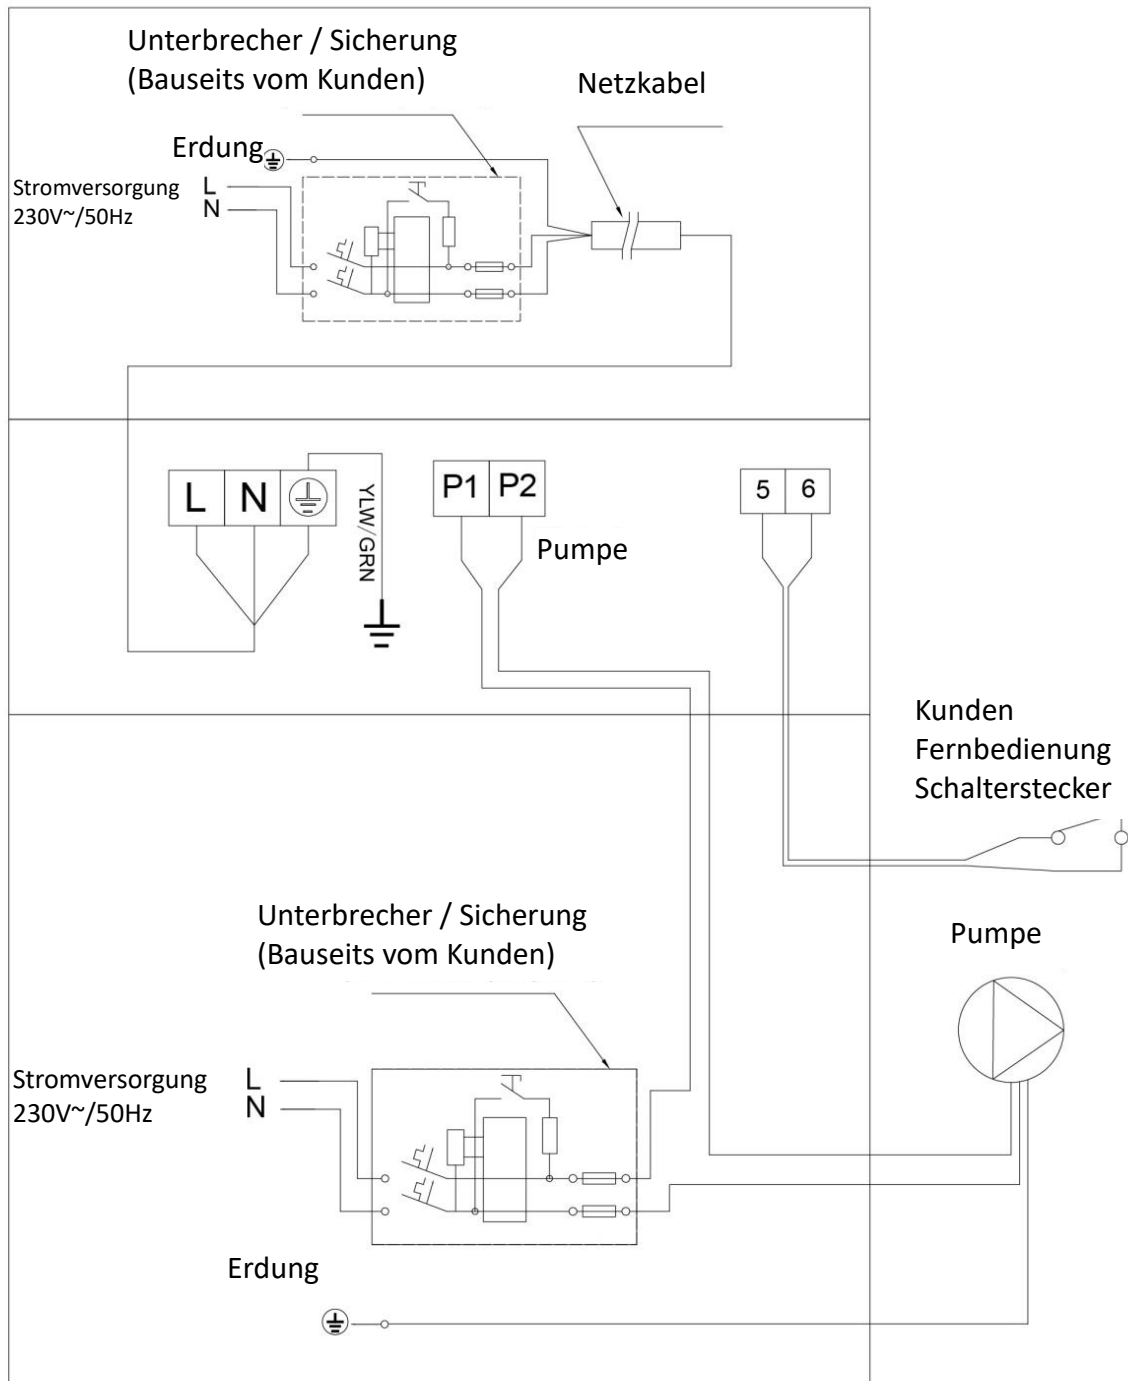 Unterbrecher / Sicherung
(Bauseits vom Kunden)
Netzkabel
Erdung
Stromversorgung L
230V~/50Hz N
L N
YLW/GRN
P1 P2
Pumpe
5 6
Kunden
Fernbedienung
Schalterstecker
Unterbrecher / Sicherung
(Bauseits vom Kunden)
Pumpe
Stromversorgung L
230V~/50Hz N
Erdung